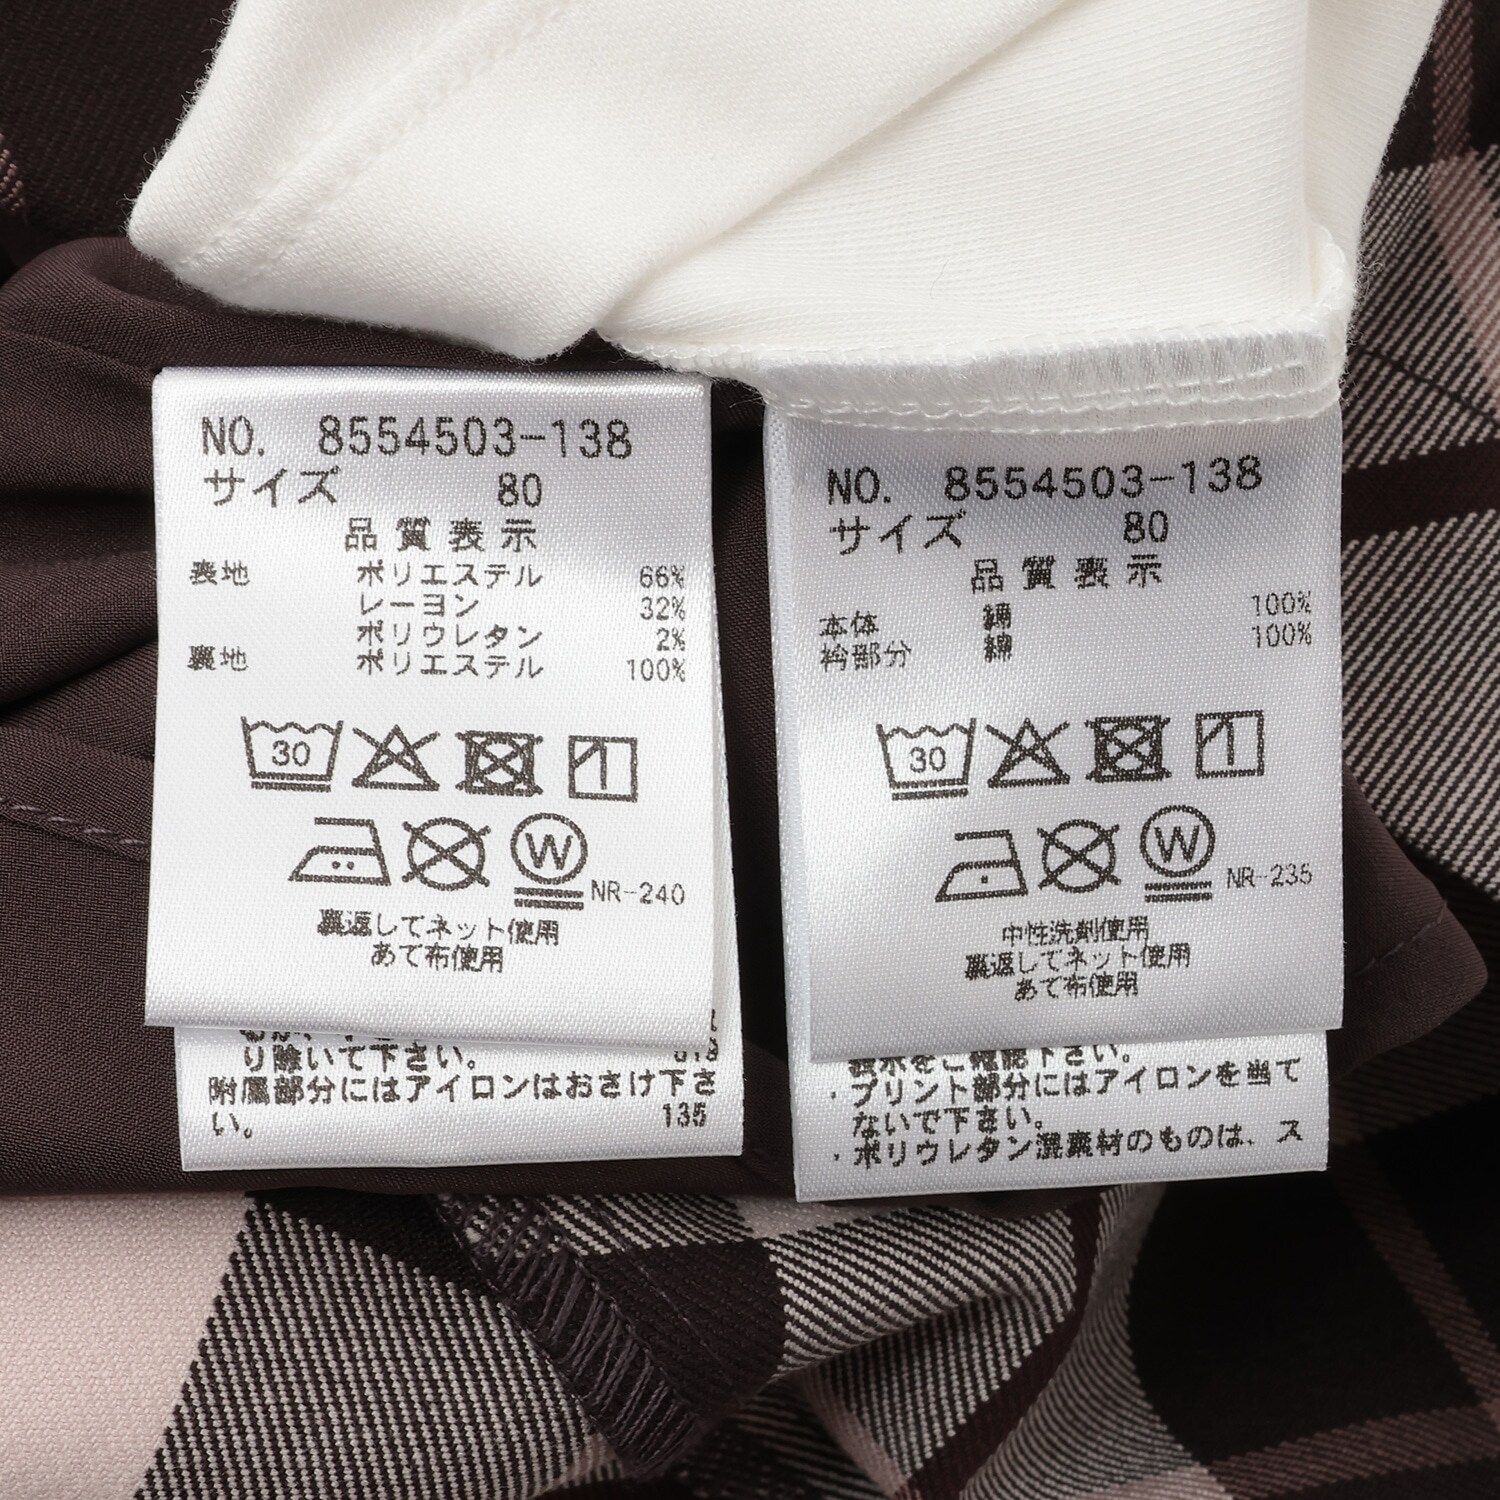 NO. 8554503-138
サイズ 80
品質表示
表地 ポリエステル 66%
レーヨン 32%
ポリウレタン 2%
裏地 ポリエステル 100%
30
W NR-240
裏返してネット使用
あて布使用
り除いて下さい。
附属部分にはアイロンはおさけ下さ
い。 135
NO. 8554503-138
サイズ 80
品質表示
本体 綿 100%
衿部分 綿 100%
30
W NR-235
中性洗剤使用
裏返してネット使用
あて布使用
表示をご確認下さい。
・プリント部分にはアイロンを当て
ないで下さい。
・ポリウレタン混素材のものは、ス